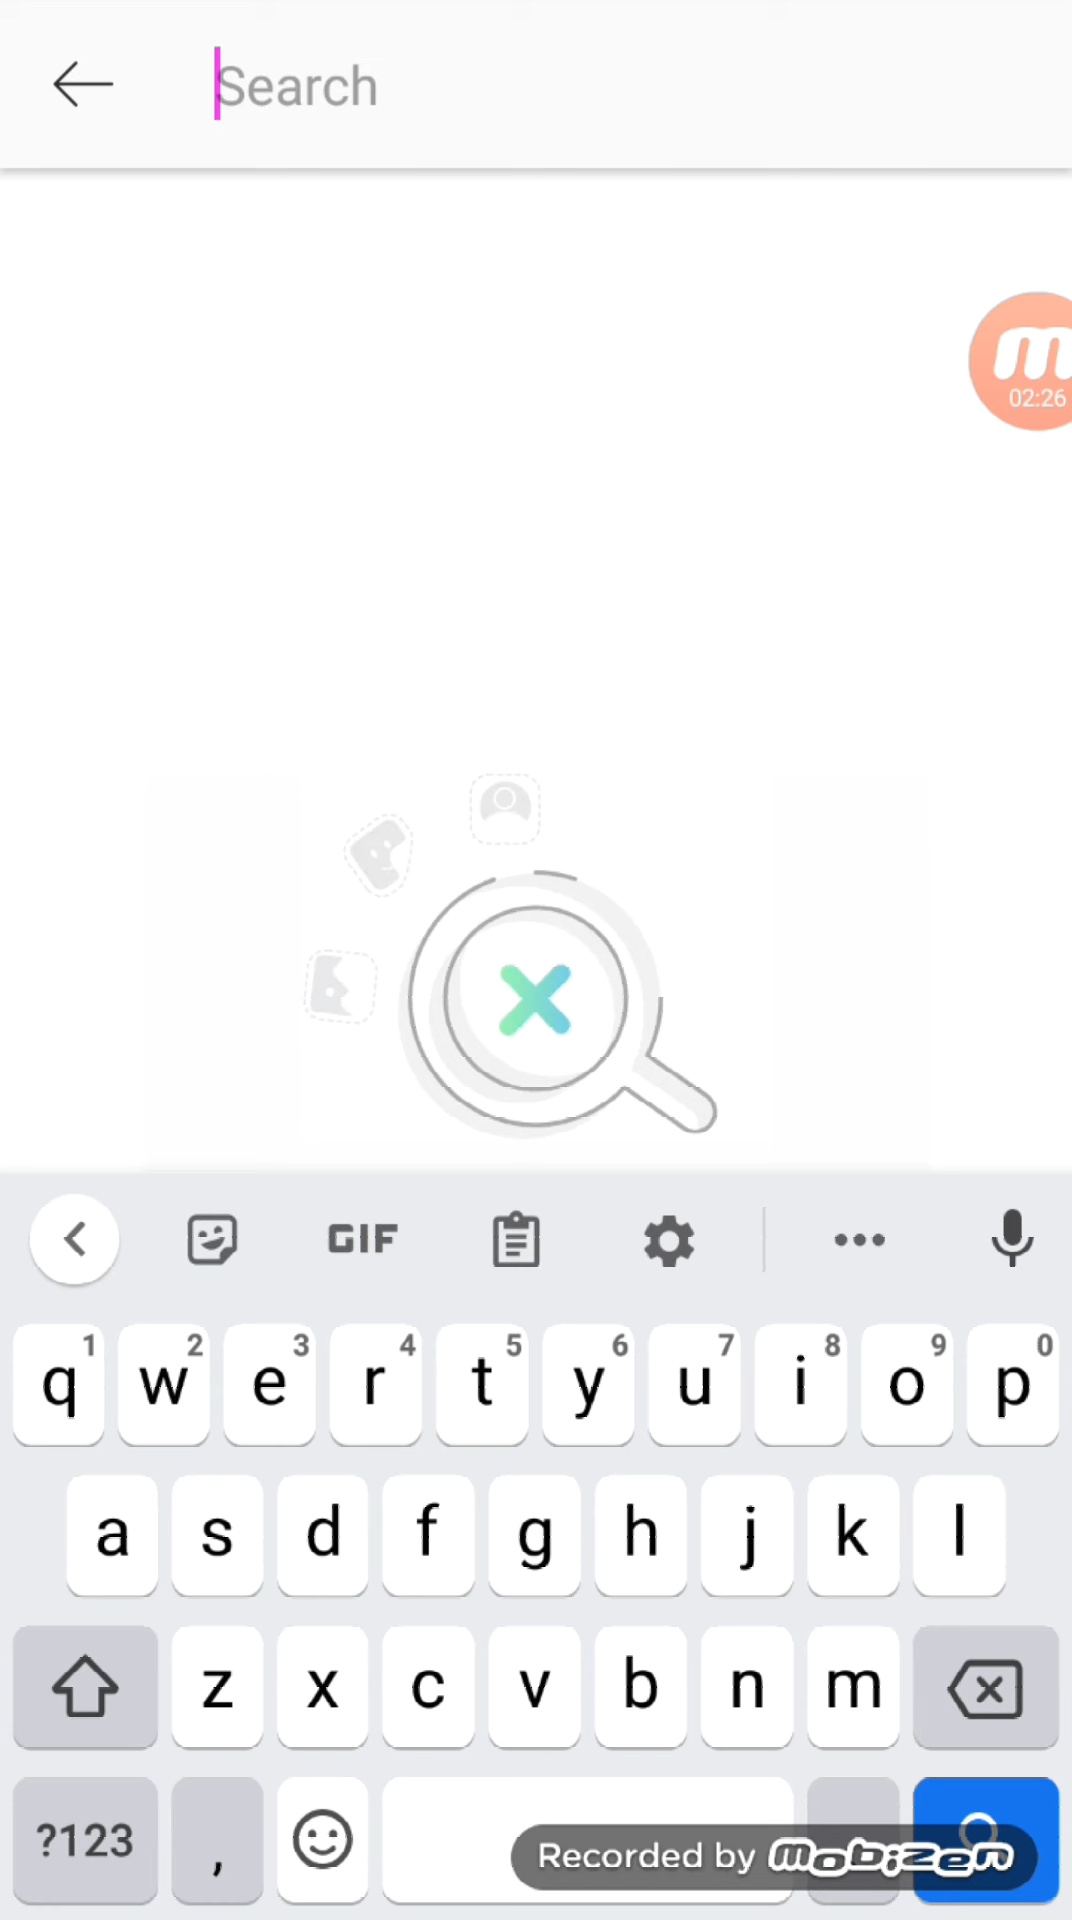 Search
m
02:26
GIF
1 2 3 4 5 6 7 8 9 0
q w e r t y u i o p
a s d f g h j k l
z x c v b n m
?123 ,
Recorded by mobizen